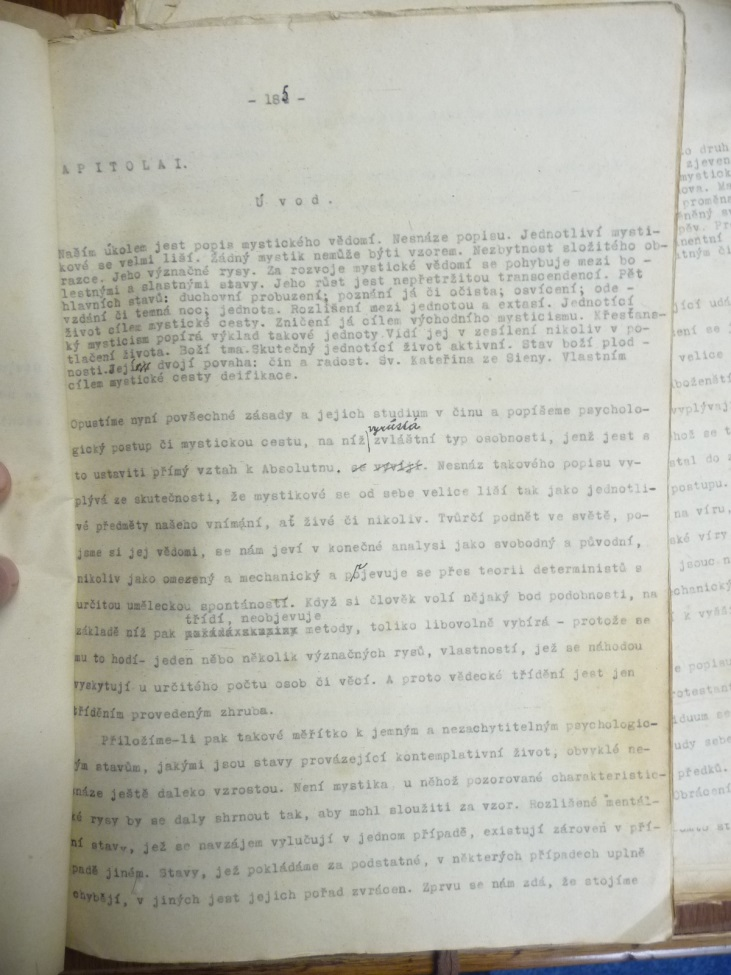 - 185 -
APITOLA I.
Úvod.
Naším úkolem jest popis mystického vědomí. Nesnáze popisu. Jednotliví mysti-
kové se velmi liší. Žádný mystik nemůže býti vzorem. Nezbytnost složitého ob-
razce. Jeho význačné rysy. Za rozvoje mystické vědomí se pohybuje mezi bo -
lestnými a slastnými stavy. Jeho růst jest nepřetržitou transcendencí. Pět
hlavních stavů: duchovní probuzení; poznání já či očista; osvícení; ode -
vzdání či temná noc; jednota. Rozlišení mezi jednotou a extasí. Jednotící
život cílem mystické cesty. Zničení já cílem východního mysticismu. Křesťans-
ký mysticism popírá výklad takové jednoty Vidí jej v zesílení nikoliv v po-
tlačení života. Boží tma. Skutečný jednotící život aktivní. Stav boží plod -
nosti. Její dvojí povaha: čin a radost. Sv. Kateřina ze Sieny. Vlastním
cílem mystické cesty deifikace.
Opustíme nyní povšechné zásady a jejich studium v činu a popíšeme psycholo-
gický postup či mystickou cestu, na níž vyrůstá zvláštní typ osobnosti, jenž jest s
to ustaviti přímý vztah k Absolutnu. Nesnáz takového popisu vy-
plývá ze skutečnosti, že mystikové se od sebe velice liší tak jako jednotli-
vé předměty našeho vnímání, ať živé či nikoliv. Tvůrčí podnět ve světě, po-
jsme si jej vědomi, se nám jeví v konečné analysi jako svobodný a původní,
nikoliv jako omezený a mechanický a projevuje se přes teorii deterministů s
určitou uměleckou spontánností. Když si člověk volí nějaký bod podobnosti, na
třídí, neobjevuje
základě níž pak metody, toliko libovolně vybírá - protože se
mu to hodí- jeden něbo několik význačných rysů, vlastností, jež se náhodou
vyskytují u určitého počtu osob či věcí. A proto vědecké třídění jest jen
tříděním provedeným zhruba.
Přiložíme-li pak takové měřítko k jemným a nezachytitelným psychologic-
ým stavům, jakými jsou stavy provázející kontemplativní život, obvyklé ne-
snáze ještě daleko vzrostou. Není mystika, u něhož pozorované charakteristic-
ké rysy by se daly shrnout tak, aby mohl sloužiti za vzor. Rozlišené mentál-
ní stavy, jež se navzájem vylučují v jednom případě, existují zároveň v pří-
padě jiném. Stavy, jež pokládáme za podstatné, v některých případech uplně
chybějí, v jiných jest jejich pořad zvrácen. Zprvu se nám zdá, že stojíme